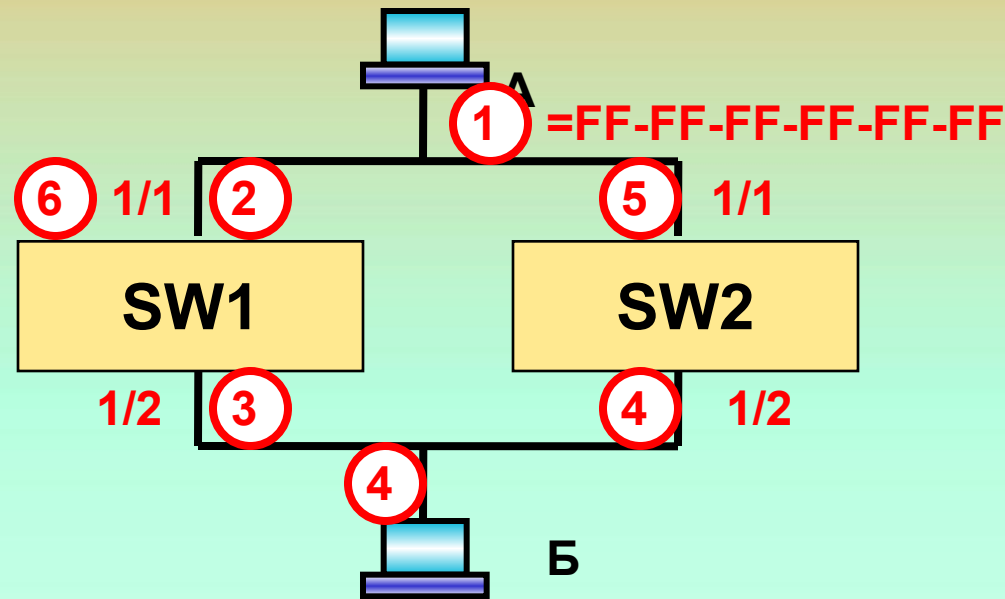 А
1 =FF-FF-FF-FF-FF-FF
6 1/1 2 5 1/1
SW1 SW2
1/2 3 4 1/2
4
Б